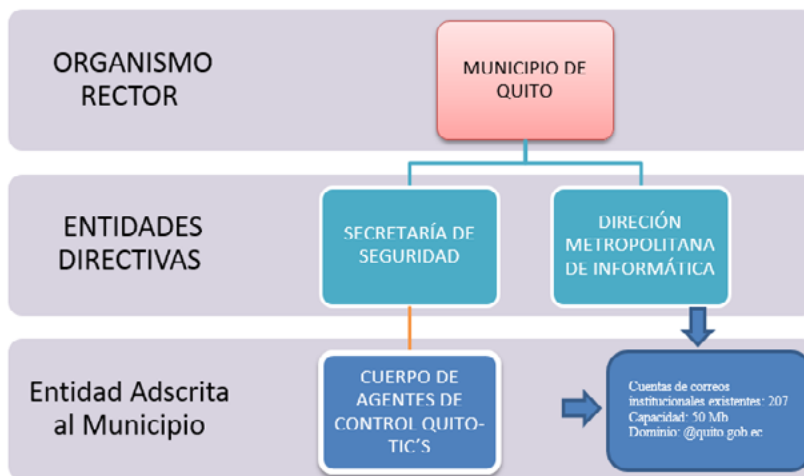 ORGANISMO
RECTOR
MUNICIPIO DE
QUITO
ENTIDADES
DIRECTIVAS
SECRETARÍA DE
SEGURIDAD
DIRECIÓN
METROPOLITANA
DE INFORMÁTICA
Entidad Adscrita
al Municipio
CUERPO DE
AGENTES DE
CONTROL QUITO-
TIC´S
Cuentas de correos
institucionales existentes: 207
Capacidad: 50 Mb
Dominio: @quito.gob.ec